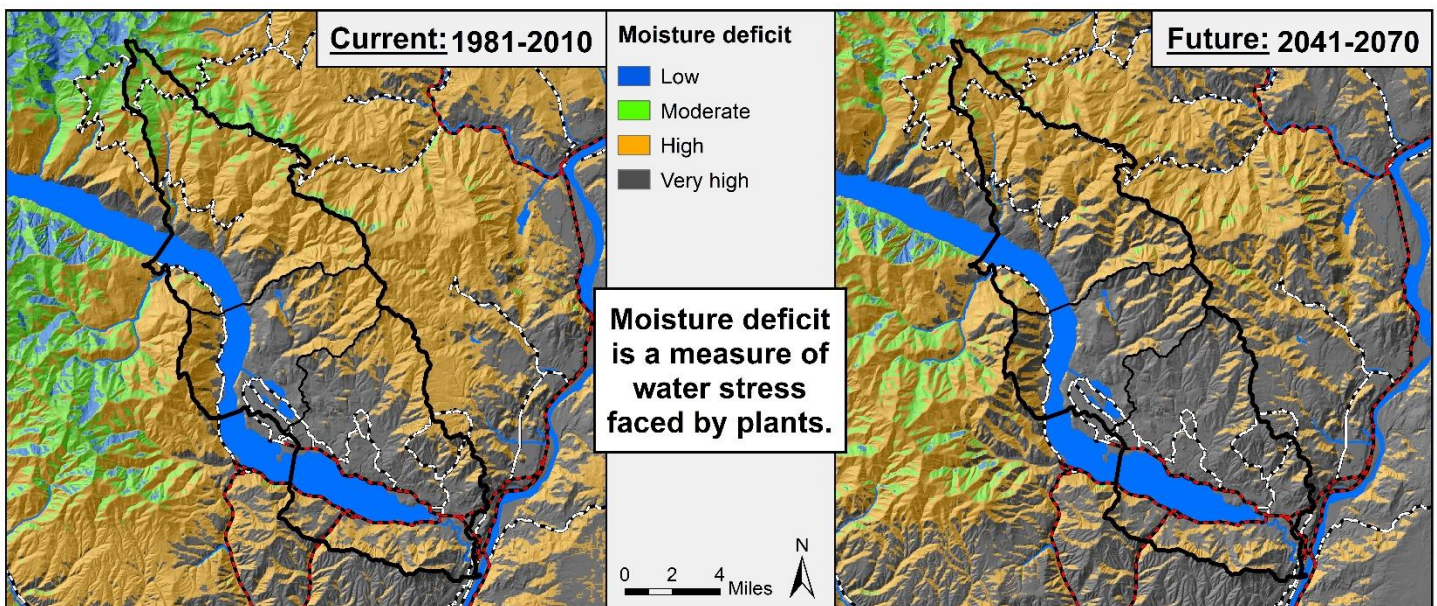 Current: 1981-2010
Moisture deficit
Low
Moderate
High
Very high
Future: 2041-2070
Moisture deficit
is a measure of
water stress
faced by plants.
N
0 2 4
Miles